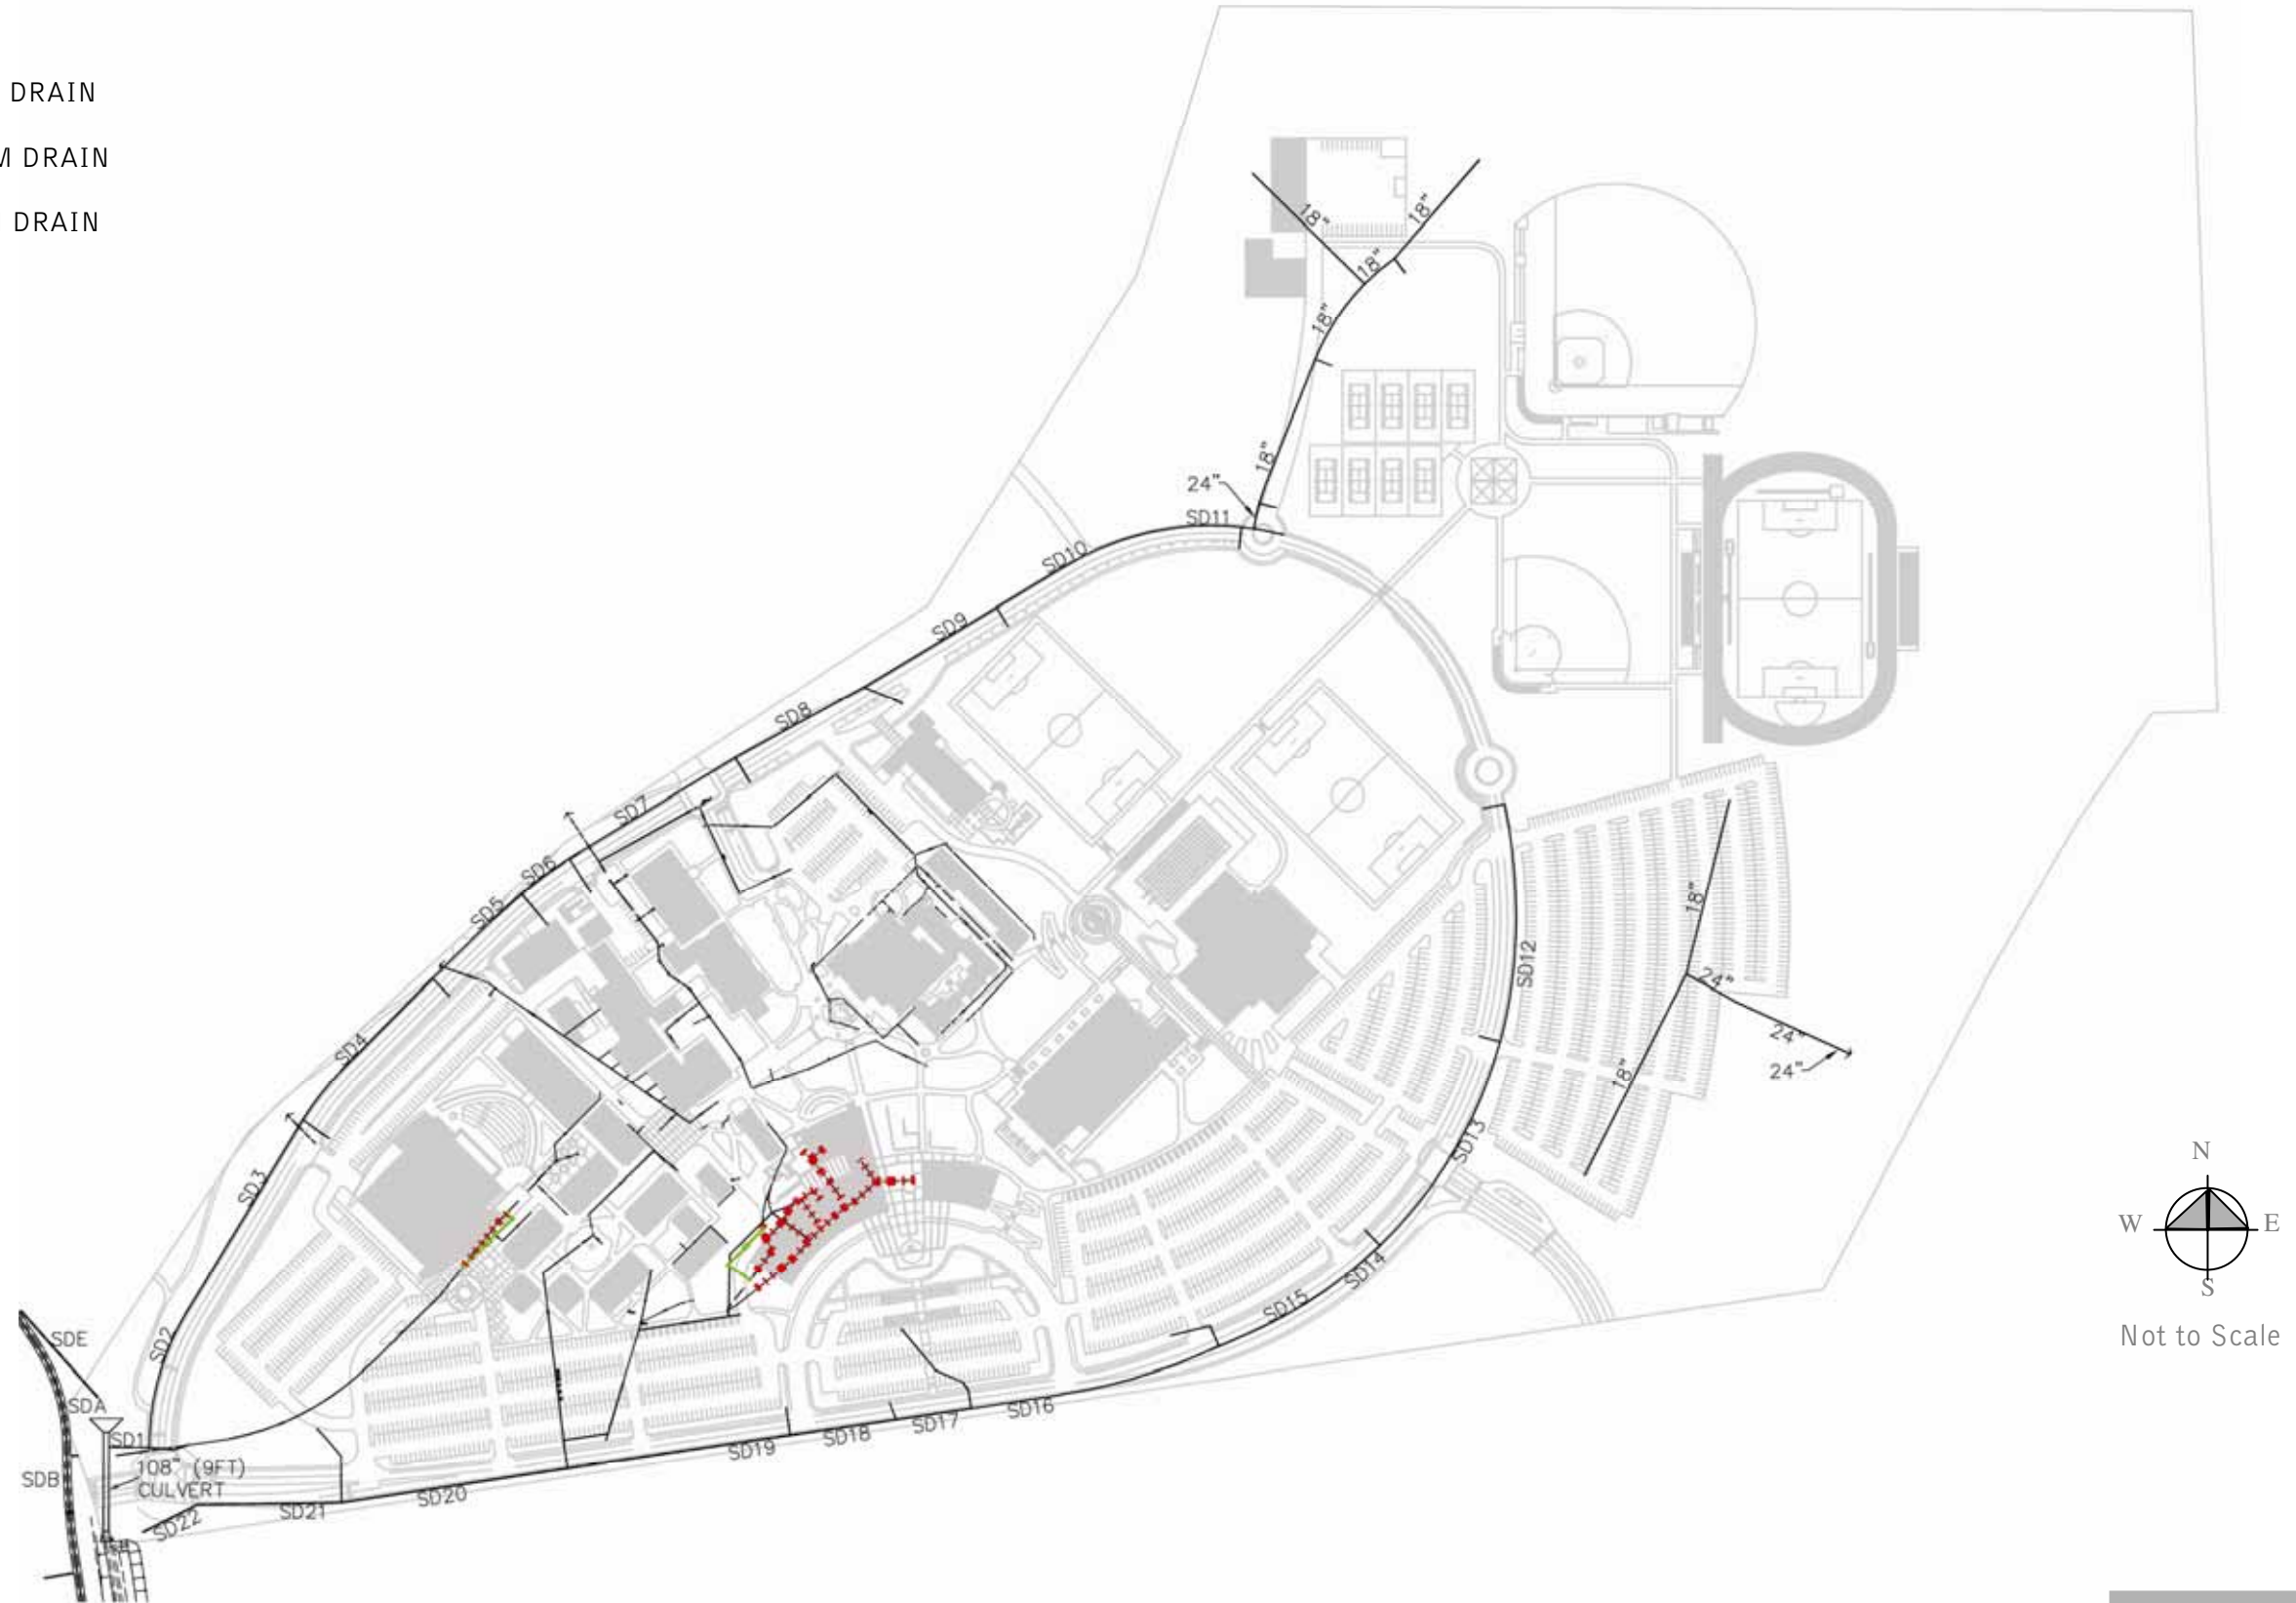 DRAIN
M DRAIN
DRAIN
18"
18"
18"
18"
18"
24"
SD11
SD10
SD9
SD8
SD7
SD6
SD5
SD4
SD3
SD2
SD12
18"
24"
24"
24"
18"
SD13
SD14
SD15
SD16
SD17
SD18
SD19
SD20
SD21
SD22
SDE
SDA
SD1
SDB
108" (9FT)
CULVERT
N
W E
S
Not to Scale